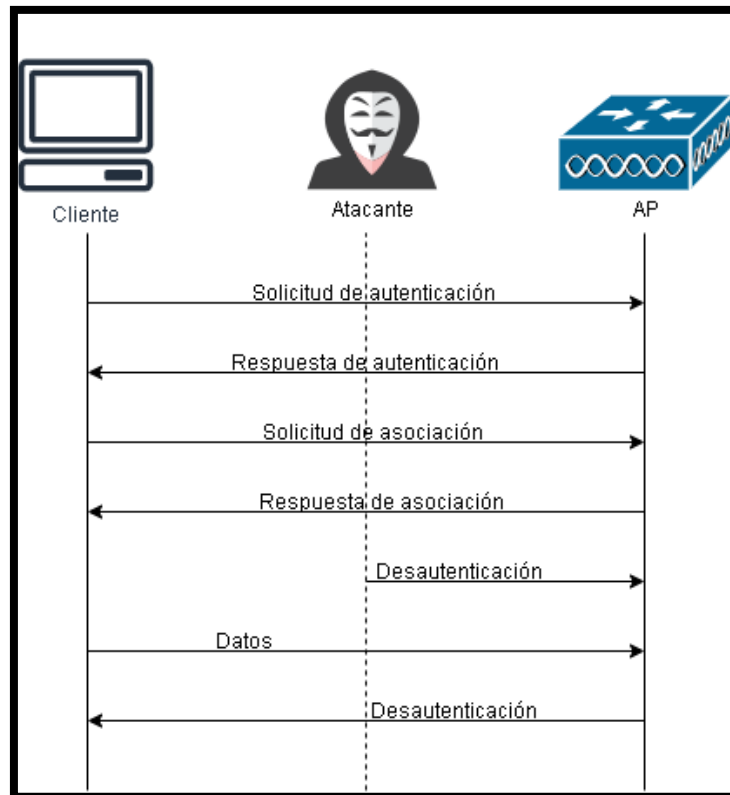 Cliente
Atacante
AP
Solicitud de autenticación
Respuesta de autenticación
Solicitud de asociación
Respuesta de asociación
Desautenticación
Datos
Desautenticación